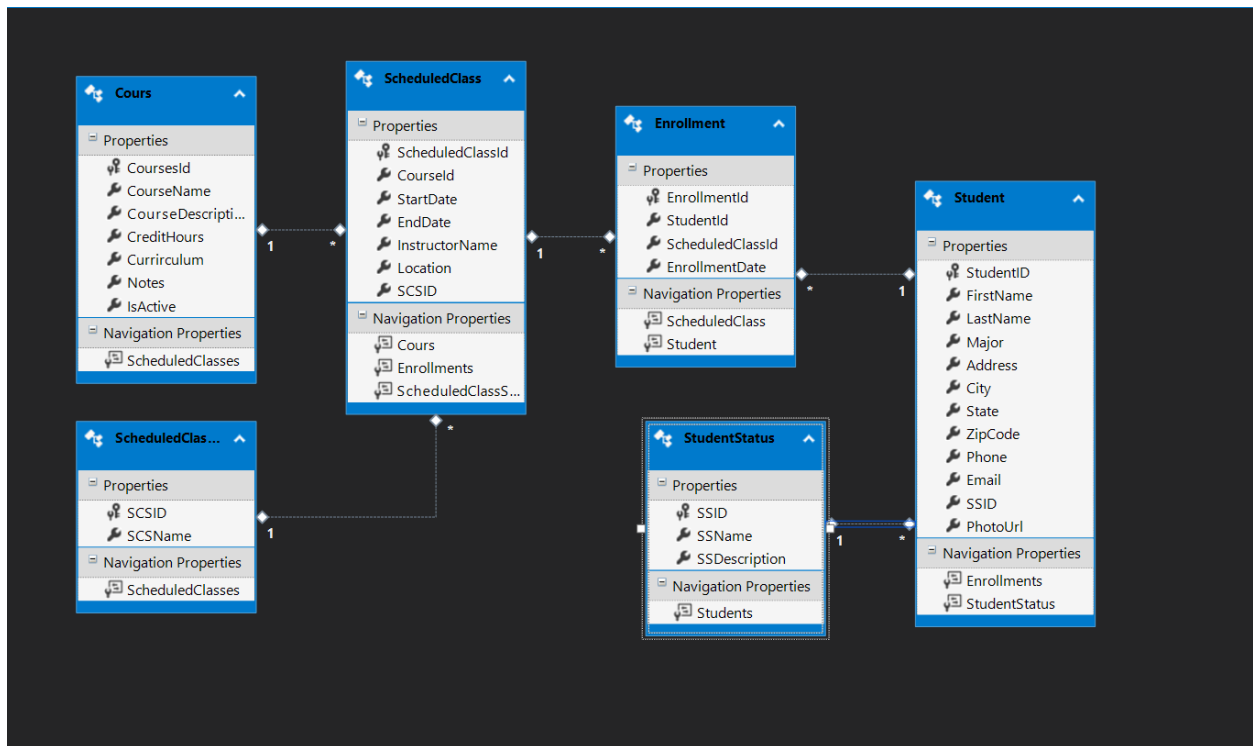 Cours
Properties
CoursesId
CourseName
CourseDescripti...
CreditHours
Currirculum
Notes
IsActive
Navigation Properties
ScheduledClasses
1
*
ScheduledClass
Properties
ScheduledClassId
CourseId
StartDate
EndDate
InstructorName
Location
SCSID
Navigation Properties
Cours
Enrollments
ScheduledClassS...
*
1
*
Enrollment
Properties
EnrollmentId
StudentId
ScheduledClassId
EnrollmentDate
Navigation Properties
ScheduledClass
Student
*
1
Student
Properties
StudentID
FirstName
LastName
Major
Address
City
State
ZipCode
Phone
Email
SSID
PhotoUrl
Navigation Properties
Enrollments
StudentStatus
ScheduledClas...
Properties
SCSID
SCSName
Navigation Properties
ScheduledClasses
1
StudentStatus
Properties
SSID
SSName
SSDescription
Navigation Properties
Students
1
*